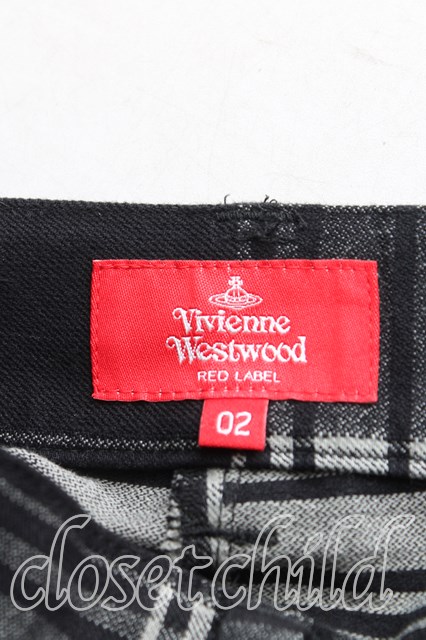 Vivienne
Westwood
RED LABEL
02
closetchild